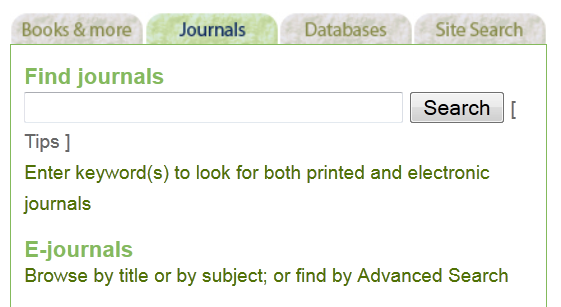 Books & more Journals Databases Site Search
Find journals
Search [
Tips ]
Enter keyword(s) to look for both printed and electronic
journals
E-journals
Browse by title or by subject; or find by Advanced Search